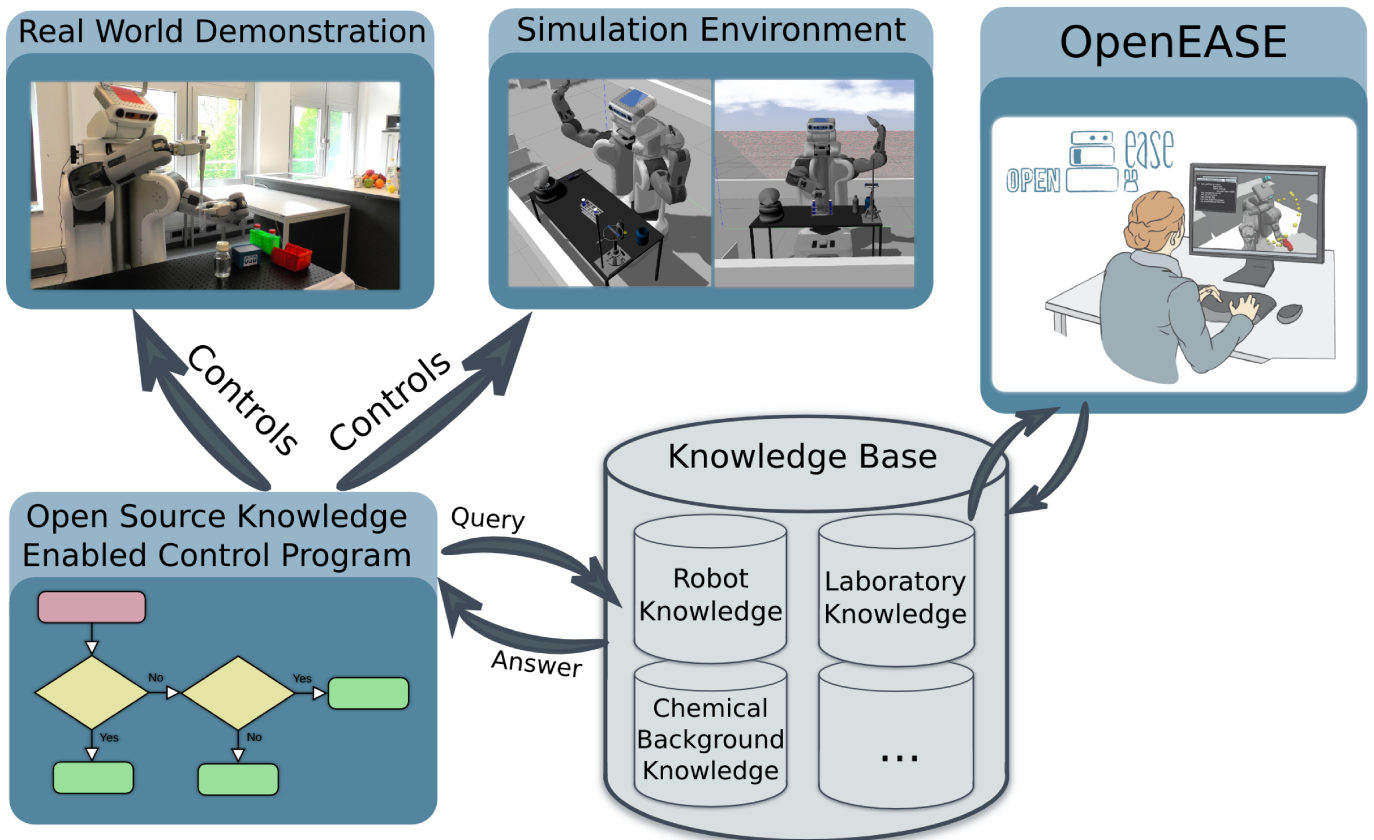 Real World Demonstration
Simulation Environment
OpenEASE
OPEN
ease
Controls
Controls
Open Source Knowledge
Enabled Control Program
No
Yes
Yes
No
Query
Answer
Knowledge Base
Robot
Knowledge
Laboratory
Knowledge
Chemical
Background
Knowledge
...